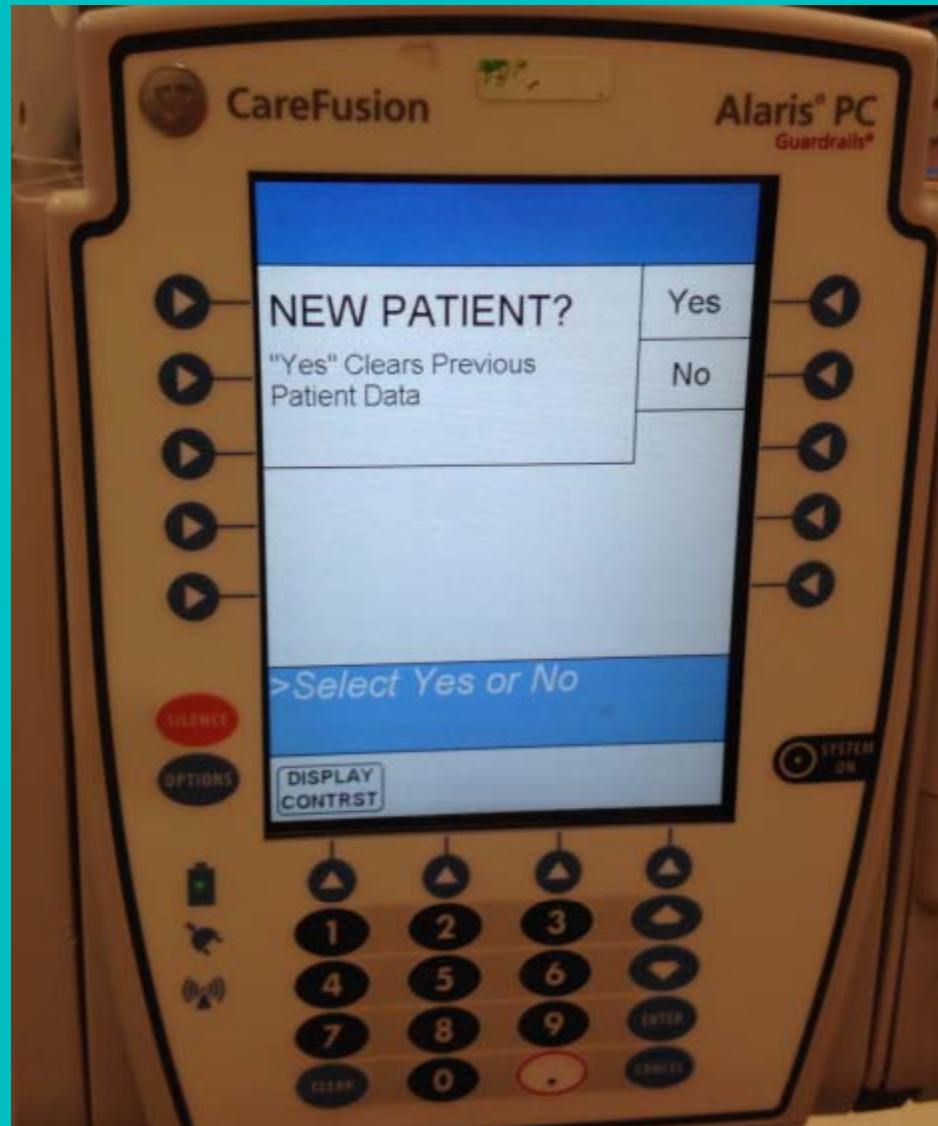 CareFusion
Alaris® PC
Guardrails®
NEW PATIENT?
Yes
"Yes" Clears Previous
Patient Data
No
>Select Yes or No
SILENCE
OPTIONS
SYSTEM
ON
DISPLAY
CONTRST
1 2 3
4 5 6
7 8 9 ENTER
CLEAR 0 . CANCEL